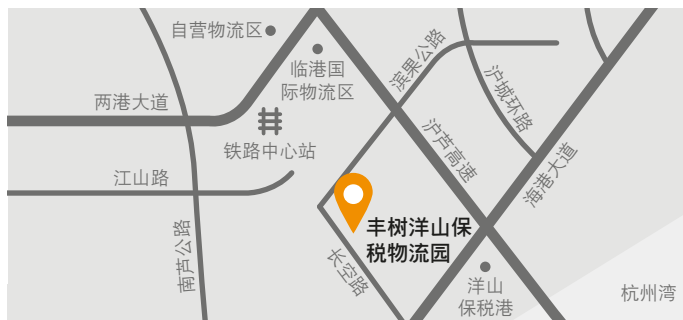 自营物流区
滨果公路
临港国
际物流区
沪城环路
两港大道
沪芦高速
铁路中心站
海港大道
江山路
丰树洋山保
税物流园
南芦公路
长空路
洋山
保税港
杭州湾